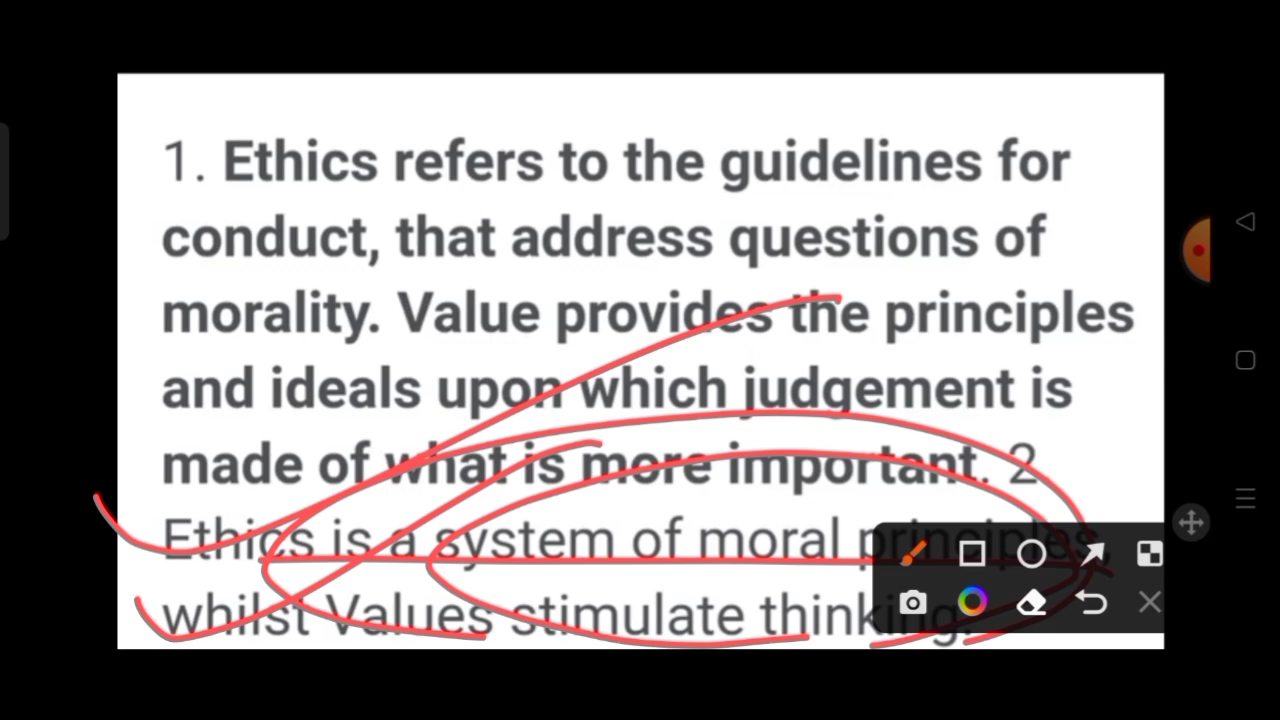 1. Ethics refers to the guidelines for
conduct, that address questions of
morality. Value provides the principles
and ideals upon which judgement is
made of what is more important. 2
Ethics is a system of moral principles,
whilst Values stimulate thinking.